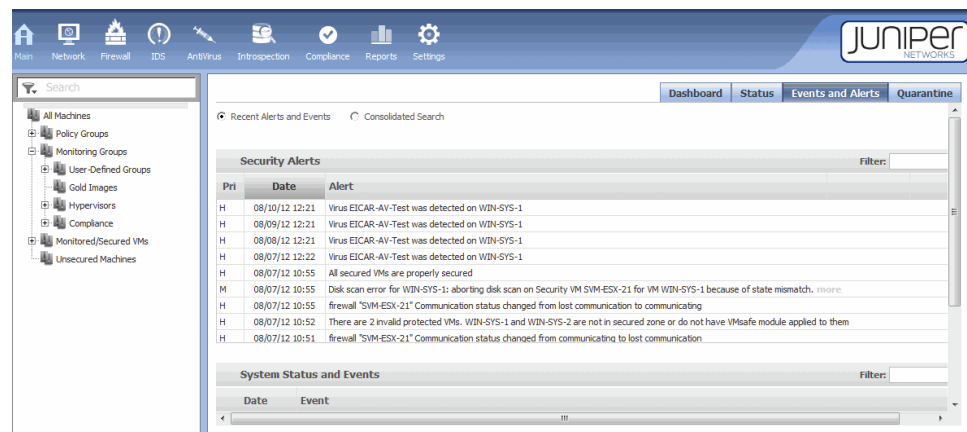 Main Network Firewall IDS AntiVirus Introspection Compliance Reports Settings
JUNIPER
NETWORKS
Search
All Machines
Policy Groups
Monitoring Groups
User-Defined Groups
Gold Images
Hypervisors
Compliance
Monitored/Secured VMs
Unsecured Machines
Dashboard Status Events and Alerts Quarantine
Recent Alerts and Events Consolidated Search
Security Alerts Filter:
Pri Date Alert
H 08/10/12 12:21 Virus EICAR-AV-Test was detected on WIN-SYS-1
H 08/09/12 12:21 Virus EICAR-AV-Test was detected on WIN-SYS-1
H 08/08/12 12:21 Virus EICAR-AV-Test was detected on WIN-SYS-1
H 08/07/12 12:22 Virus EICAR-AV-Test was detected on WIN-SYS-1
H 08/07/12 10:55 All secured VMs are properly secured
M 08/07/12 10:55 Disk scan error for WIN-SYS-1: aborting disk scan on Security VM SVM-ESX-21 for VM WIN-SYS-1 because of state mismatch. more
H 08/07/12 10:55 firewall "SVM-ESX-21" Communication status changed from lost communication to communicating
H 08/07/12 10:52 There are 2 invalid protected VMs. WIN-SYS-1 and WIN-SYS-2 are not in secured zone or do not have VMsafe module applied to them
H 08/07/12 10:51 firewall "SVM-ESX-21" Communication status changed from communicating to lost communication
System Status and Events Filter:
Date Event